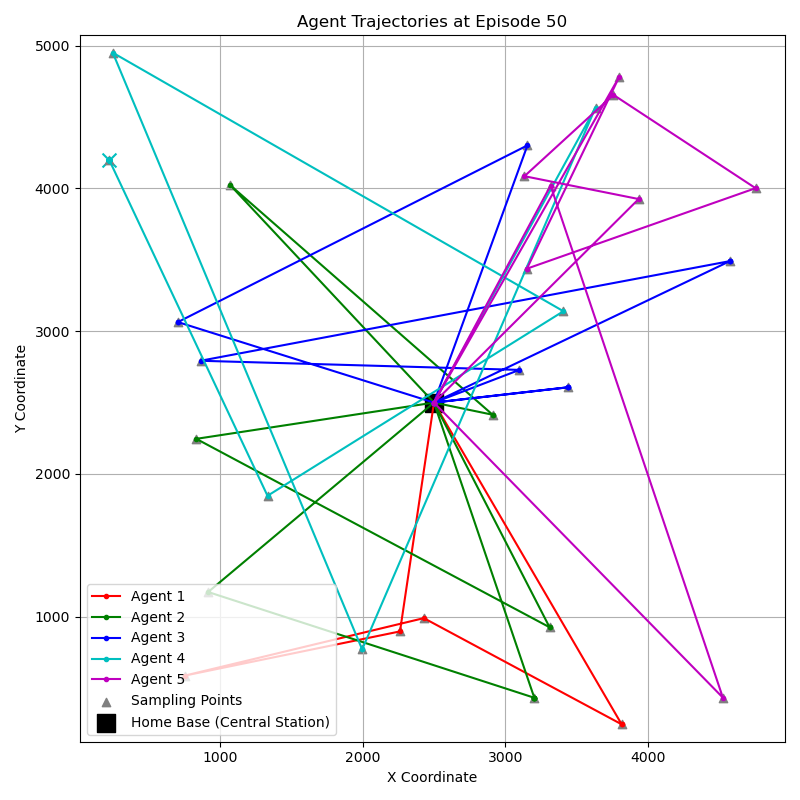 Agent Trajectories at Episode 50
5000
4000
3000
2000
1000
Y Coordinate
Agent 1
Agent 2
Agent 3
Agent 4
Agent 5
Sampling Points
Home Base (Central Station)
1000 2000 3000 4000
X Coordinate